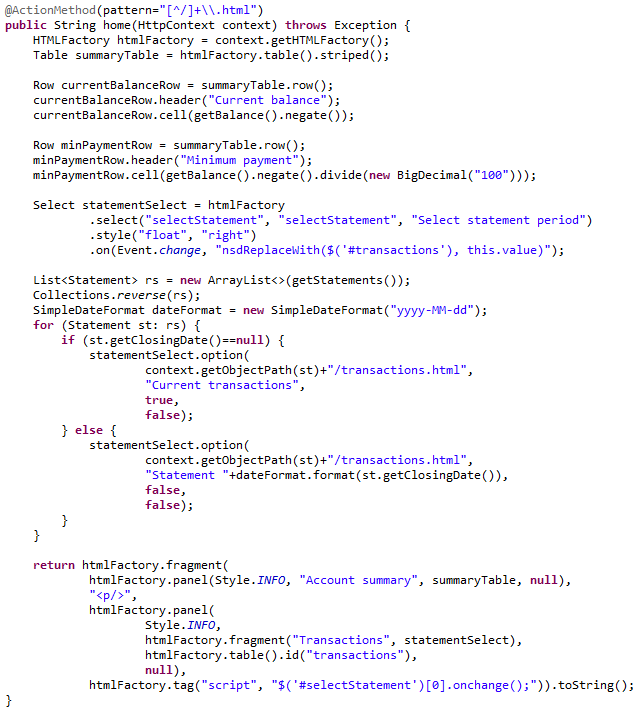 @ActionMethod(pattern="[^/]+\\.html")
public String home(HttpContext context) throws Exception {
    HTMLFactory htmlFactory = context.getHTMLFactory();
    Table summaryTable = htmlFactory.table().striped();

    Row currentBalanceRow = summaryTable.row();
    currentBalanceRow.header("Current balance");
    currentBalanceRow.cell(getBalance().negate());

    Row minPaymentRow = summaryTable.row();
    minPaymentRow.header("Minimum payment");
    minPaymentRow.cell(getBalance().negate().divide(new BigDecimal("100")));

    Select statementSelect = htmlFactory
            .select("selectStatement", "selectStatement", "Select statement period")
            .style("float", "right")
            .on(Event.change, "nsdReplaceWith($('#transactions'), this.value)");

    List<Statement> rs = new ArrayList<>(getStatements());
    Collections.reverse(rs);
    SimpleDateFormat dateFormat = new SimpleDateFormat("yyyy-MM-dd");
    for (Statement st: rs) {
        if (st.getClosingDate()==null) {
            statementSelect.option(
                    context.getObjectPath(st)+"/transactions.html",
                    "Current transactions",
                    true,
                    false);
        } else {
            statementSelect.option(
                    context.getObjectPath(st)+"/transactions.html",
                    "Statement "+dateFormat.format(st.getClosingDate()),
                    false,
                    false);
        }
    }

    return htmlFactory.fragment(
            htmlFactory.panel(Style.INFO, "Account summary", summaryTable, null),
            "<p/>",
            htmlFactory.panel(
                    Style.INFO,
                    htmlFactory.fragment("Transactions", statementSelect),
                    htmlFactory.table().id("transactions"),
                    null),
            htmlFactory.tag("script", "$('#selectStatement')[0].onchange();")).toString();
}